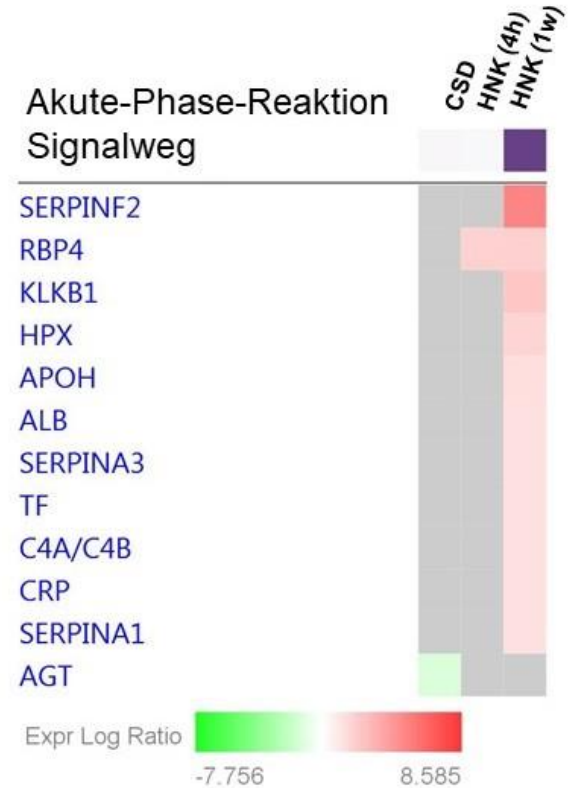 CSD
HNK (4h)
HNK (1w)
Akute-Phase-Reaktion
Signalweg
SERPINF2
RBP4
KLKB1
HPX
APOH
ALB
SERPINA3
TF
C4A/C4B
CRP
SERPINA1
AGT
Expr Log Ratio
-7.756 8.585